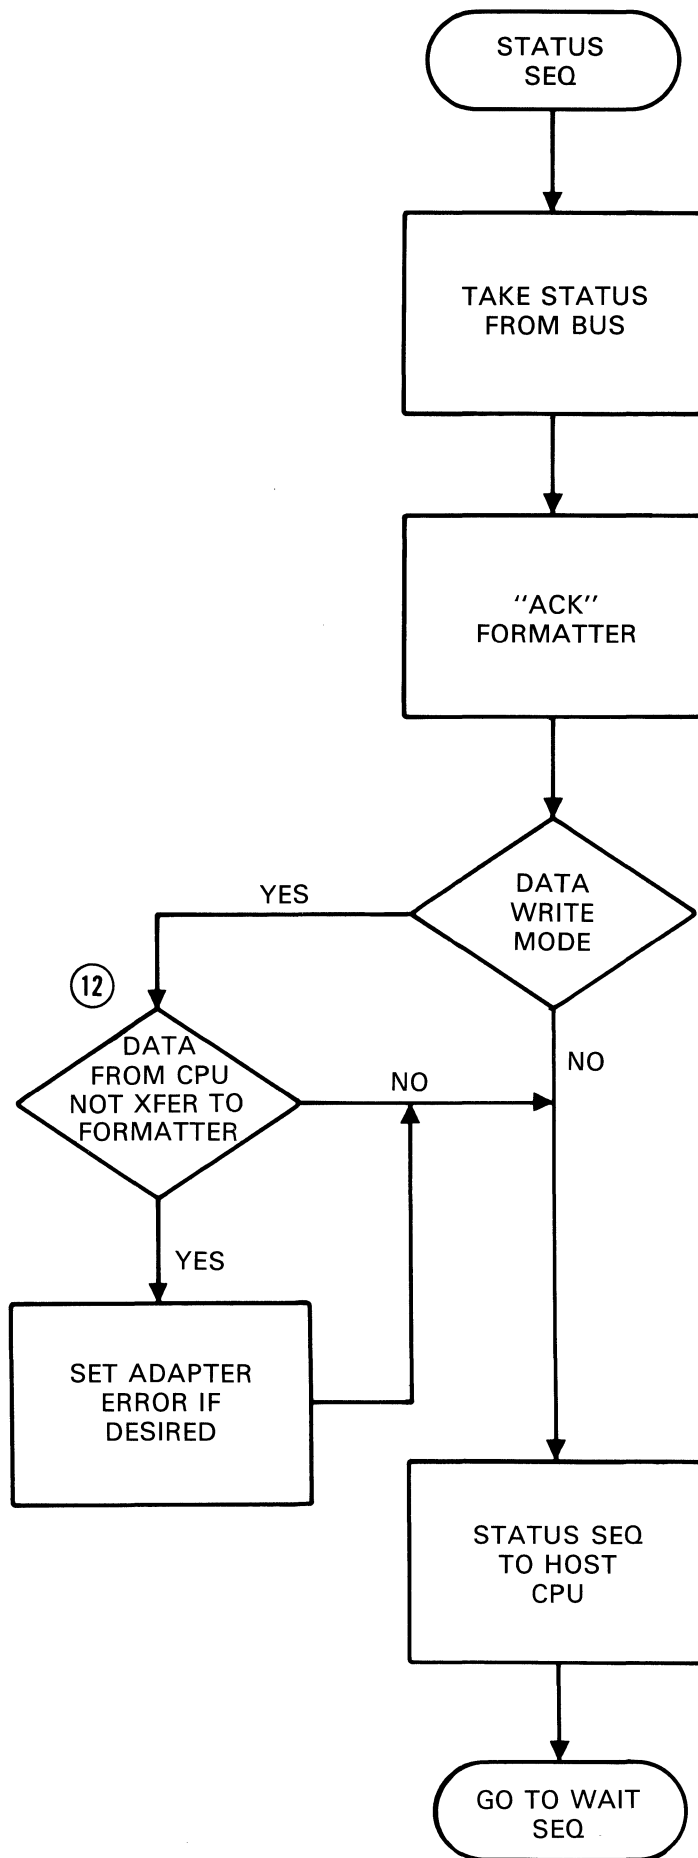 STATUS
SEQ
TAKE STATUS
FROM BUS
"ACK"
FORMATTER
DATA
WRITE
MODE
YES
NO
12
DATA
FROM CPU
NOT XFER TO
FORMATTER
NO
YES
SET ADAPTER
ERROR IF
DESIRED
STATUS SEQ
TO HOST
CPU
GO TO WAIT
SEQ